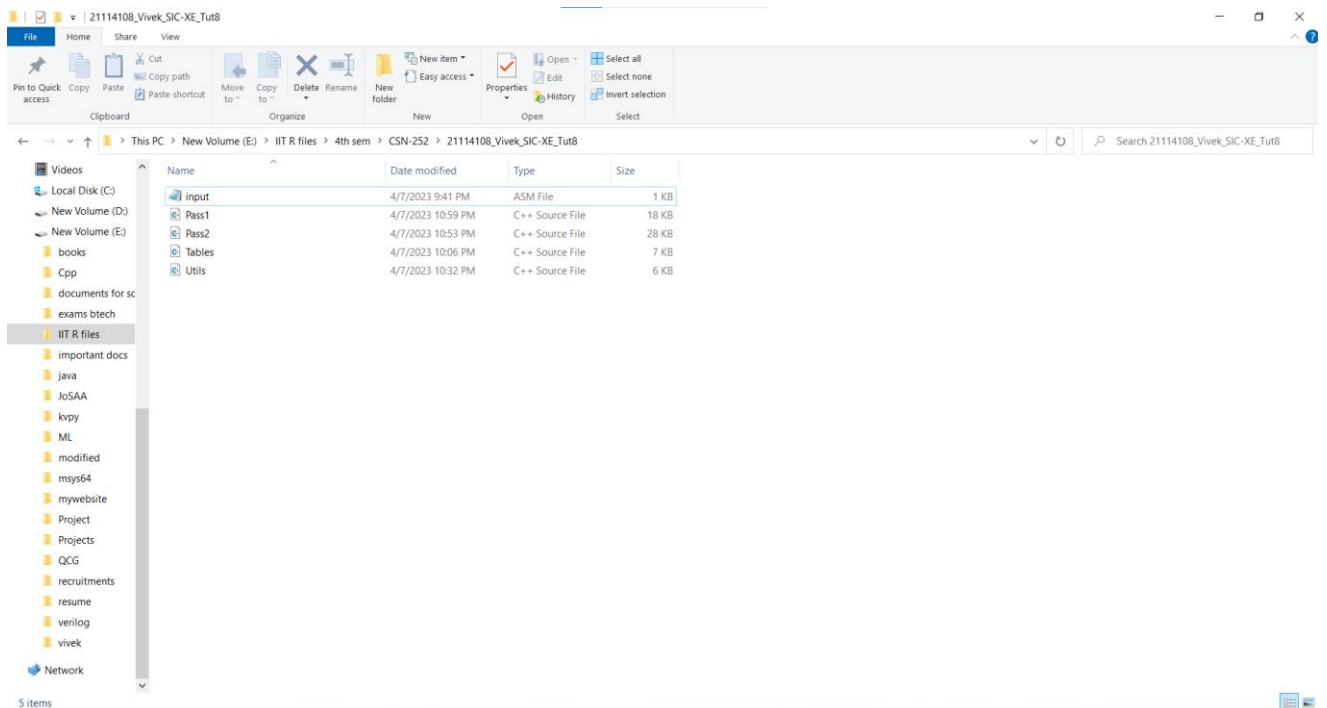 21114108_Vivek_SIC-XE_Tut8
File Home Share View
Pin to Quick access
Copy
Paste
Cut
Copy path
Paste shortcut
Clipboard
Move to
Copy to
Delete
Rename
Organize
New folder
New item
Easy access
New
Properties
Open
Edit
History
Open
Select all
Select none
Invert selection
Select
This PC > New Volume (E:) > IIT R files > 4th sem > CSN-252 > 21114108_Vivek_SIC-XE_Tut8
Search 21114108_Vivek_SIC-XE_Tut8
Videos
Local Disk (C:)
New Volume (D:)
New Volume (E:)
books
Cpp
documents for sc
exams btech
IIT R files
important docs
java
JoSAA
kvpy
ML
modified
msys64
mywebsite
Project
Projects
QCG
recruitments
resume
verilog
vivek
Network
Name Date modified Type Size
input 4/7/2023 9:41 PM ASM File 1 KB
Pass1 4/7/2023 10:59 PM C++ Source File 18 KB
Pass2 4/7/2023 10:53 PM C++ Source File 28 KB
Tables 4/7/2023 10:06 PM C++ Source File 7 KB
Utils 4/7/2023 10:32 PM C++ Source File 6 KB
5 items